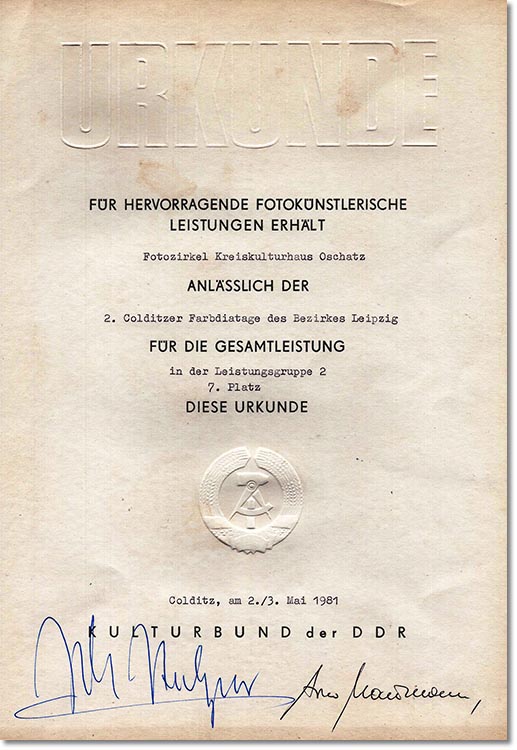 URKUNDE
FÜR HERVORRAGENDE FOTOKÜNSTLERISCHE
LEISTUNGEN ERHÄLT
Fotozirkel Kreiskulturhaus Oschatz
ANLÄSSLICH DER
2. Colditzer Farbdiatage des Bezirkes Leipzig
FÜR DIE GESAMTLEISTUNG
in der Leistungsgruppe 2
7. Platz
DIESE URKUNDE
Colditz, am 2./3. Mai 1981
KULTURBUND der DDR